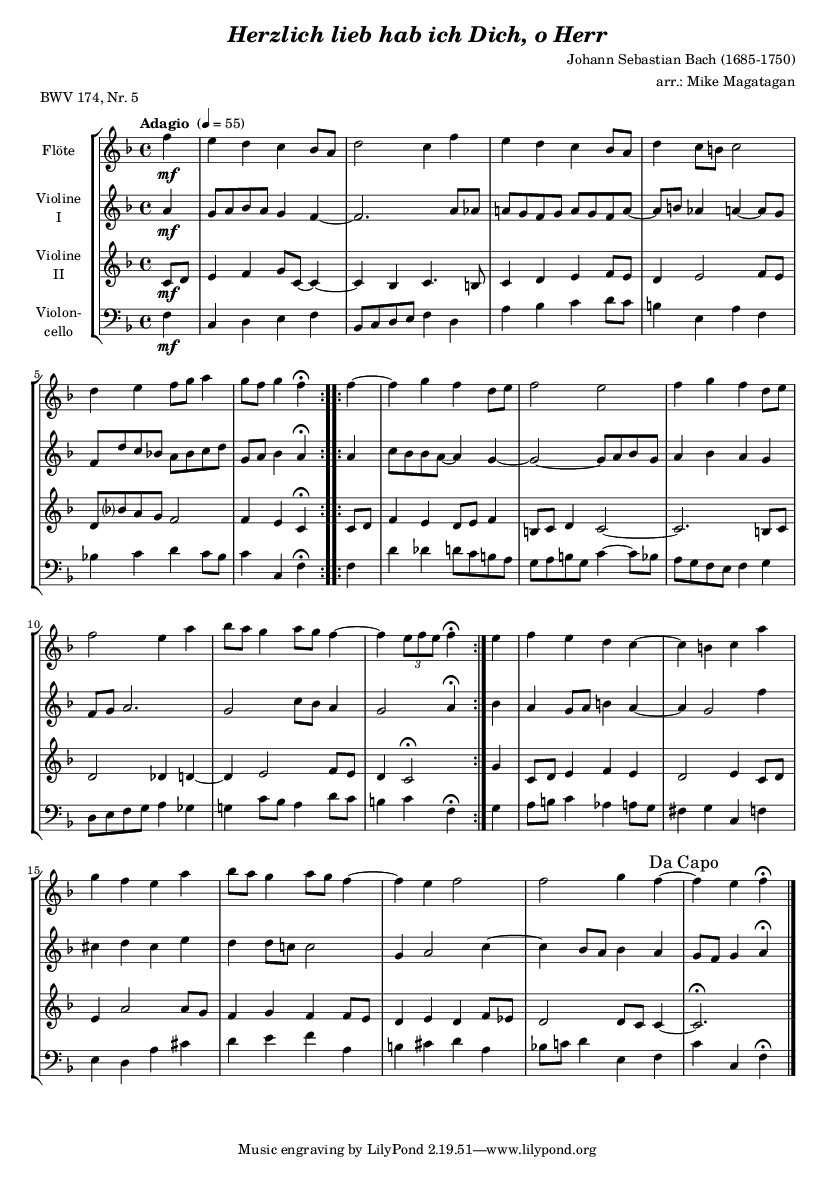 Herzlich lieb hab ich Dich, o Herr
Johann Sebastian Bach (1685-1750)
arr.: Mike Magatagan
BWV 174, Nr. 5
Adagio (♩ = 55)
Flöte
mf
Violine
I
mf
Violine
II
mf
Violon-
cello
mf
5
10
3
15
Da Capo
Music engraving by LilyPond 2.19.51—www.lilypond.org